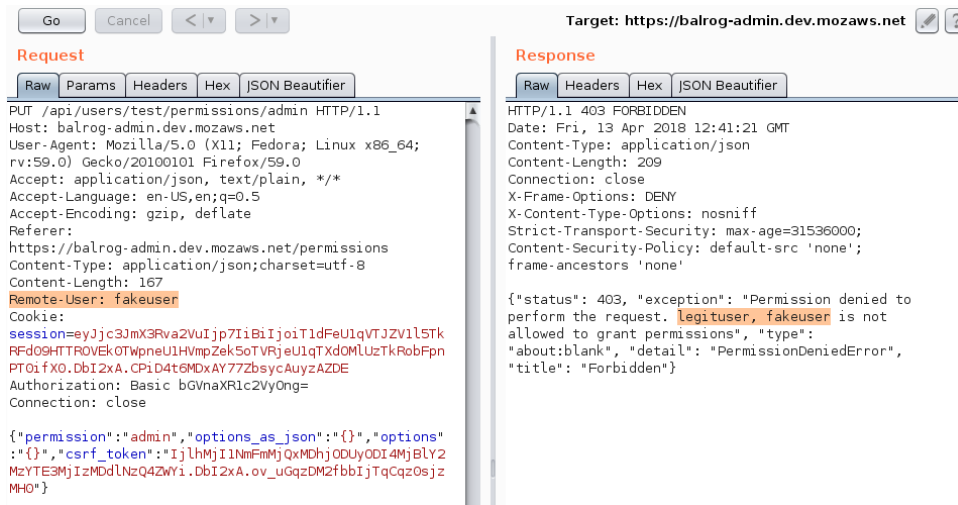 Go Cancel < > Target: https://balrog-admin.dev.mozaws.net ?
Request
Raw Params Headers Hex JSON Beautifier
PUT /api/users/test/permissions/admin HTTP/1.1
Host: balrog-admin.dev.mozaws.net
User-Agent: Mozilla/5.0 (X11; Fedora; Linux x86_64;
rv:59.0) Gecko/20100101 Firefox/59.0
Accept: application/json, text/plain, */*
Accept-Language: en-US,en;q=0.5
Accept-Encoding: gzip, deflate
Referer:
https://balrog-admin.dev.mozaws.net/permissions
Content-Type: application/json;charset=utf-8
Content-Length: 167
Remote-User: fakeuser
Cookie:
session=eyJjc3JmX3Rva2VuIjp7IiBiIjoiT1dFeU1qVTJZV1l5Tk
RFd09HTTROVEk0TWpneU1HVmpZek5oTVRjeU1qTXdOMlUzTkRobFpn
PT0ifX0.DbI2xA.CPiD4t6MDxAY77ZbsycAuyzAZDE
Authorization: Basic bGVnaXR1c2VyOng=
Connection: close
{"permission":"admin","options_as_json":"{}","options"
:"{}","csrf_token":"IjlhMjI1NmFmMjQxMDhjODUyODI4MjBlY2
MzYTE3MjIzMDdlNzQ4ZWYi.DbI2xA.ov_uGqzDM2fbbIjTqCqz0sjz
MH0"}
Response
Raw Headers Hex JSON Beautifier
HTTP/1.1 403 FORBIDDEN
Date: Fri, 13 Apr 2018 12:41:21 GMT
Content-Type: application/json
Content-Length: 209
Connection: close
X-Frame-Options: DENY
X-Content-Type-Options: nosniff
Strict-Transport-Security: max-age=31536000;
Content-Security-Policy: default-src 'none';
frame-ancestors 'none'
{"status": 403, "exception": "Permission denied to
perform the request. legituser, fakeuser is not
allowed to grant permissions", "type":
"about:blank", "detail": "PermissionDeniedError",
"title": "Forbidden"}